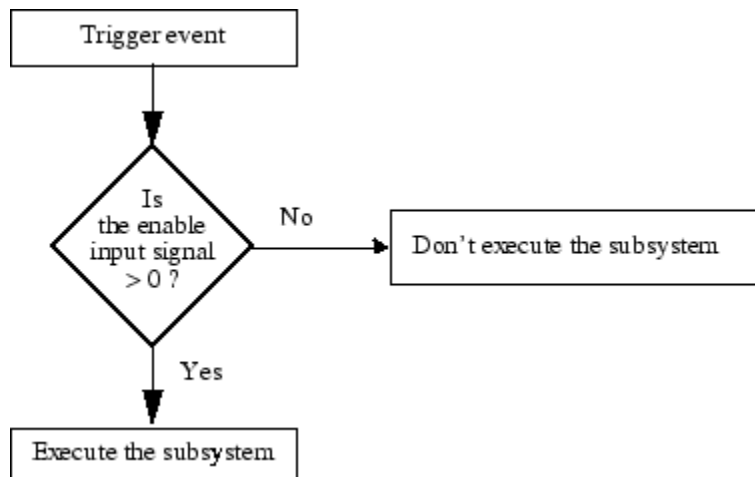 Trigger event
Is
the enable
input signal
> 0 ?
No
Don’t execute the subsystem
Yes
Execute the subsystem